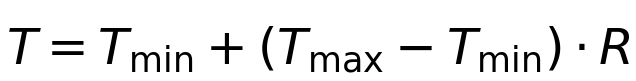 T = T_min + (T_max − T_min) · R